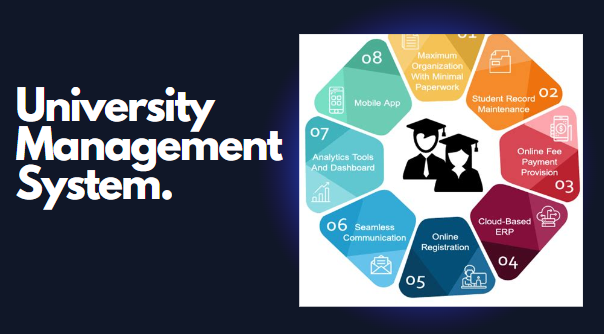 University
Management
System.
01
Maximum
Organization
With Minimal
Paperwork
02
Student Record
Maintenance
Online Fee
Payment
Provision
03
Cloud-Based
ERP
04
Online
Registration
05
06
Seamless
Communication
07
Analytics Tools
And Dashboard
08
Mobile App